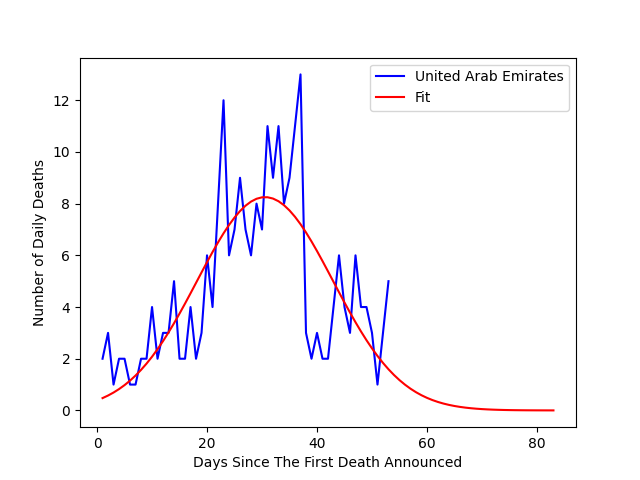 United Arab Emirates
Fit
12
10
8
6
4
2
0
Number of Daily Deaths
0 20 40 60 80
Days Since The First Death Announced